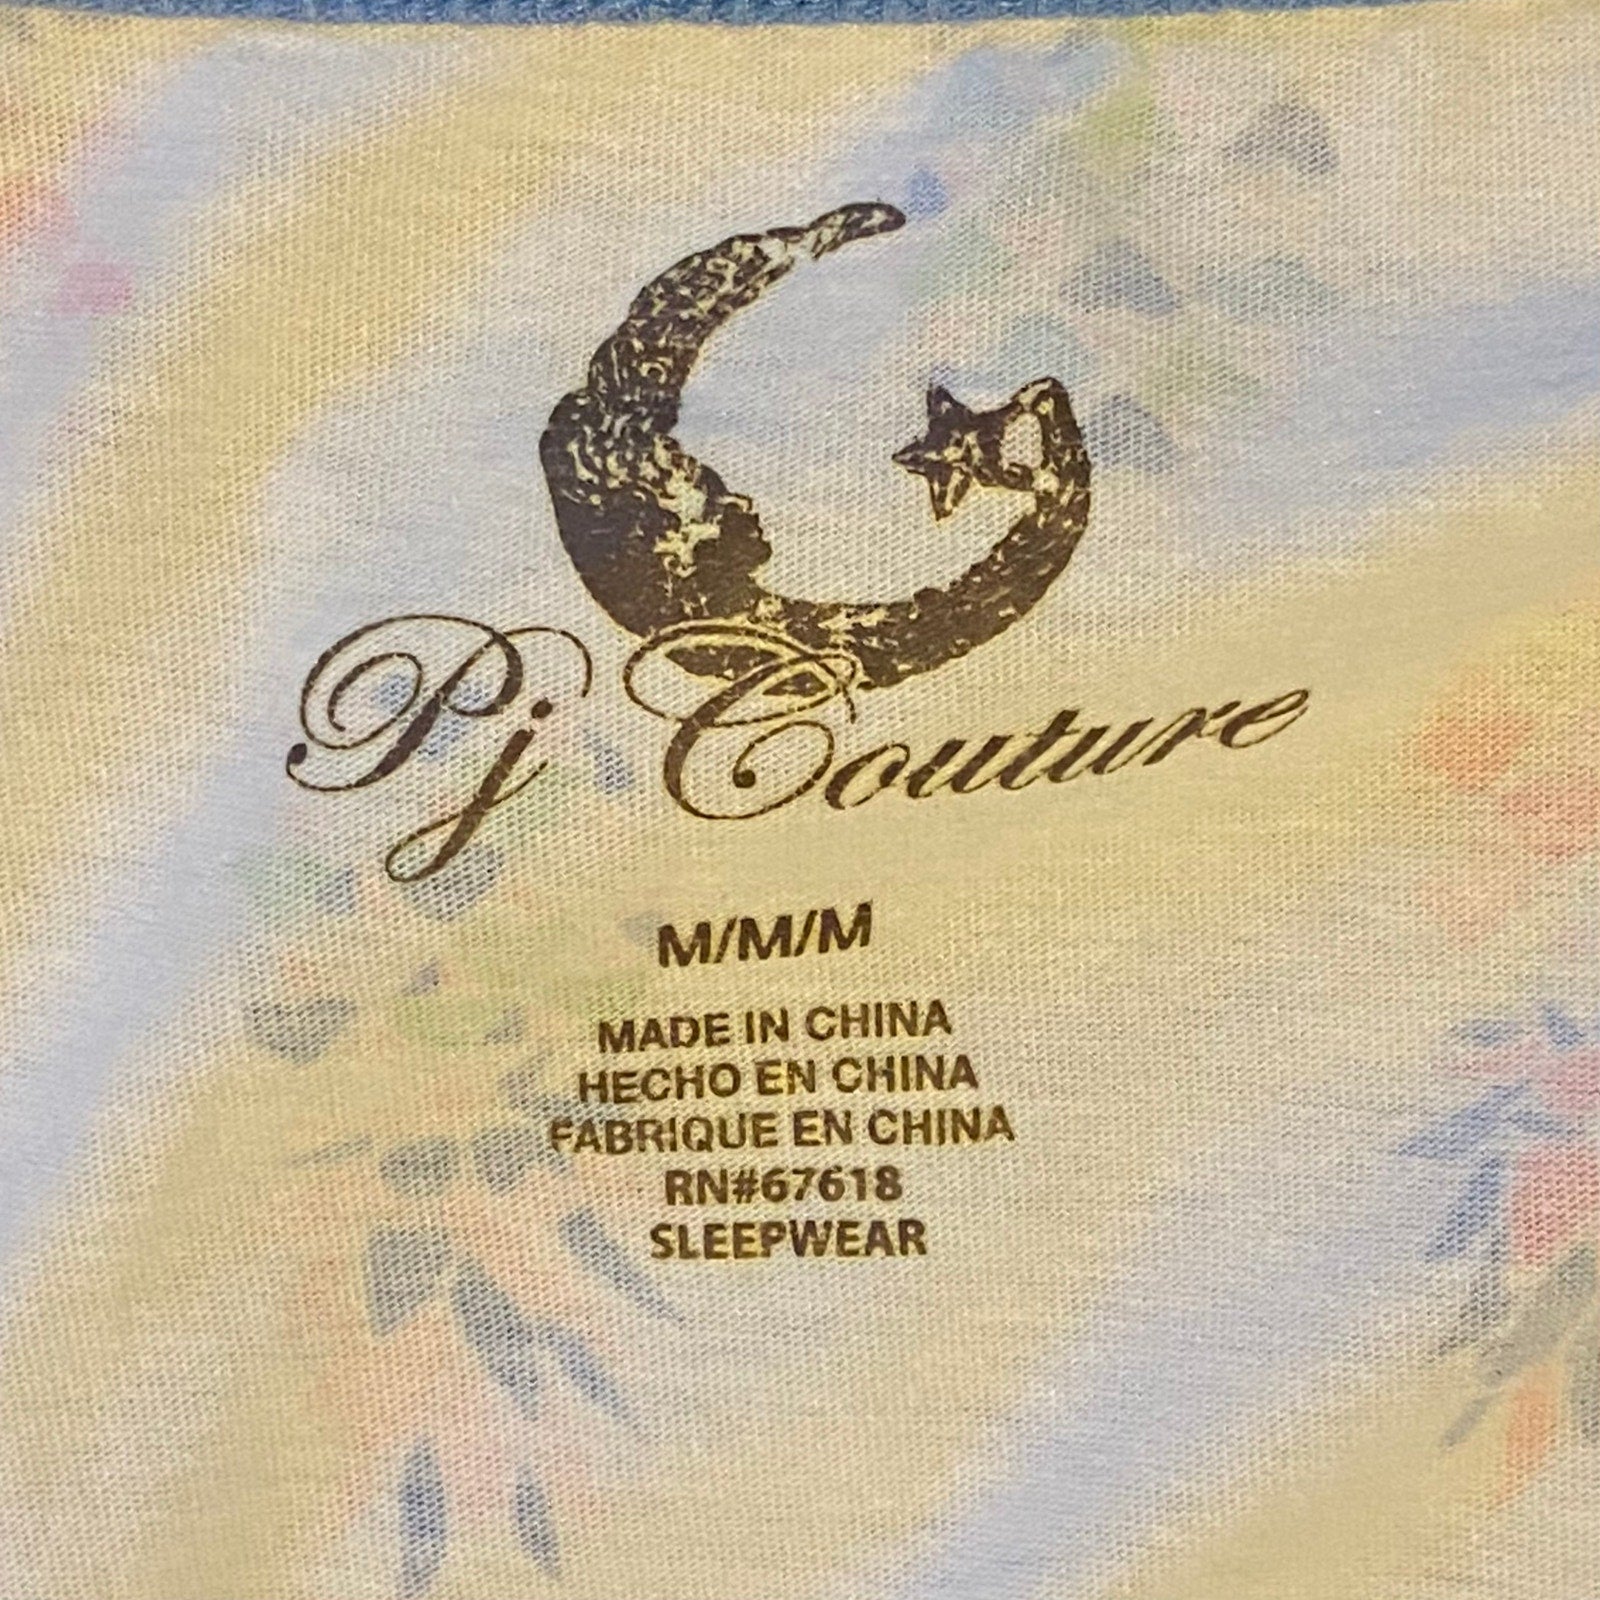 Pj Couture
M/M/M
MADE IN CHINA
HECHO EN CHINA
FABRIQUE EN CHINA
RN#67618
SLEEPWEAR